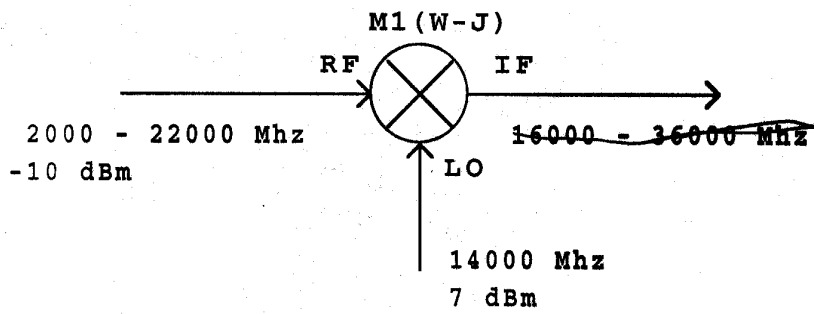 M1(W-J)
RF
IF
2000 - 22000 Mhz
-10 dBm
16000 - 36000 Mhz
LO
14000 Mhz
7 dBm